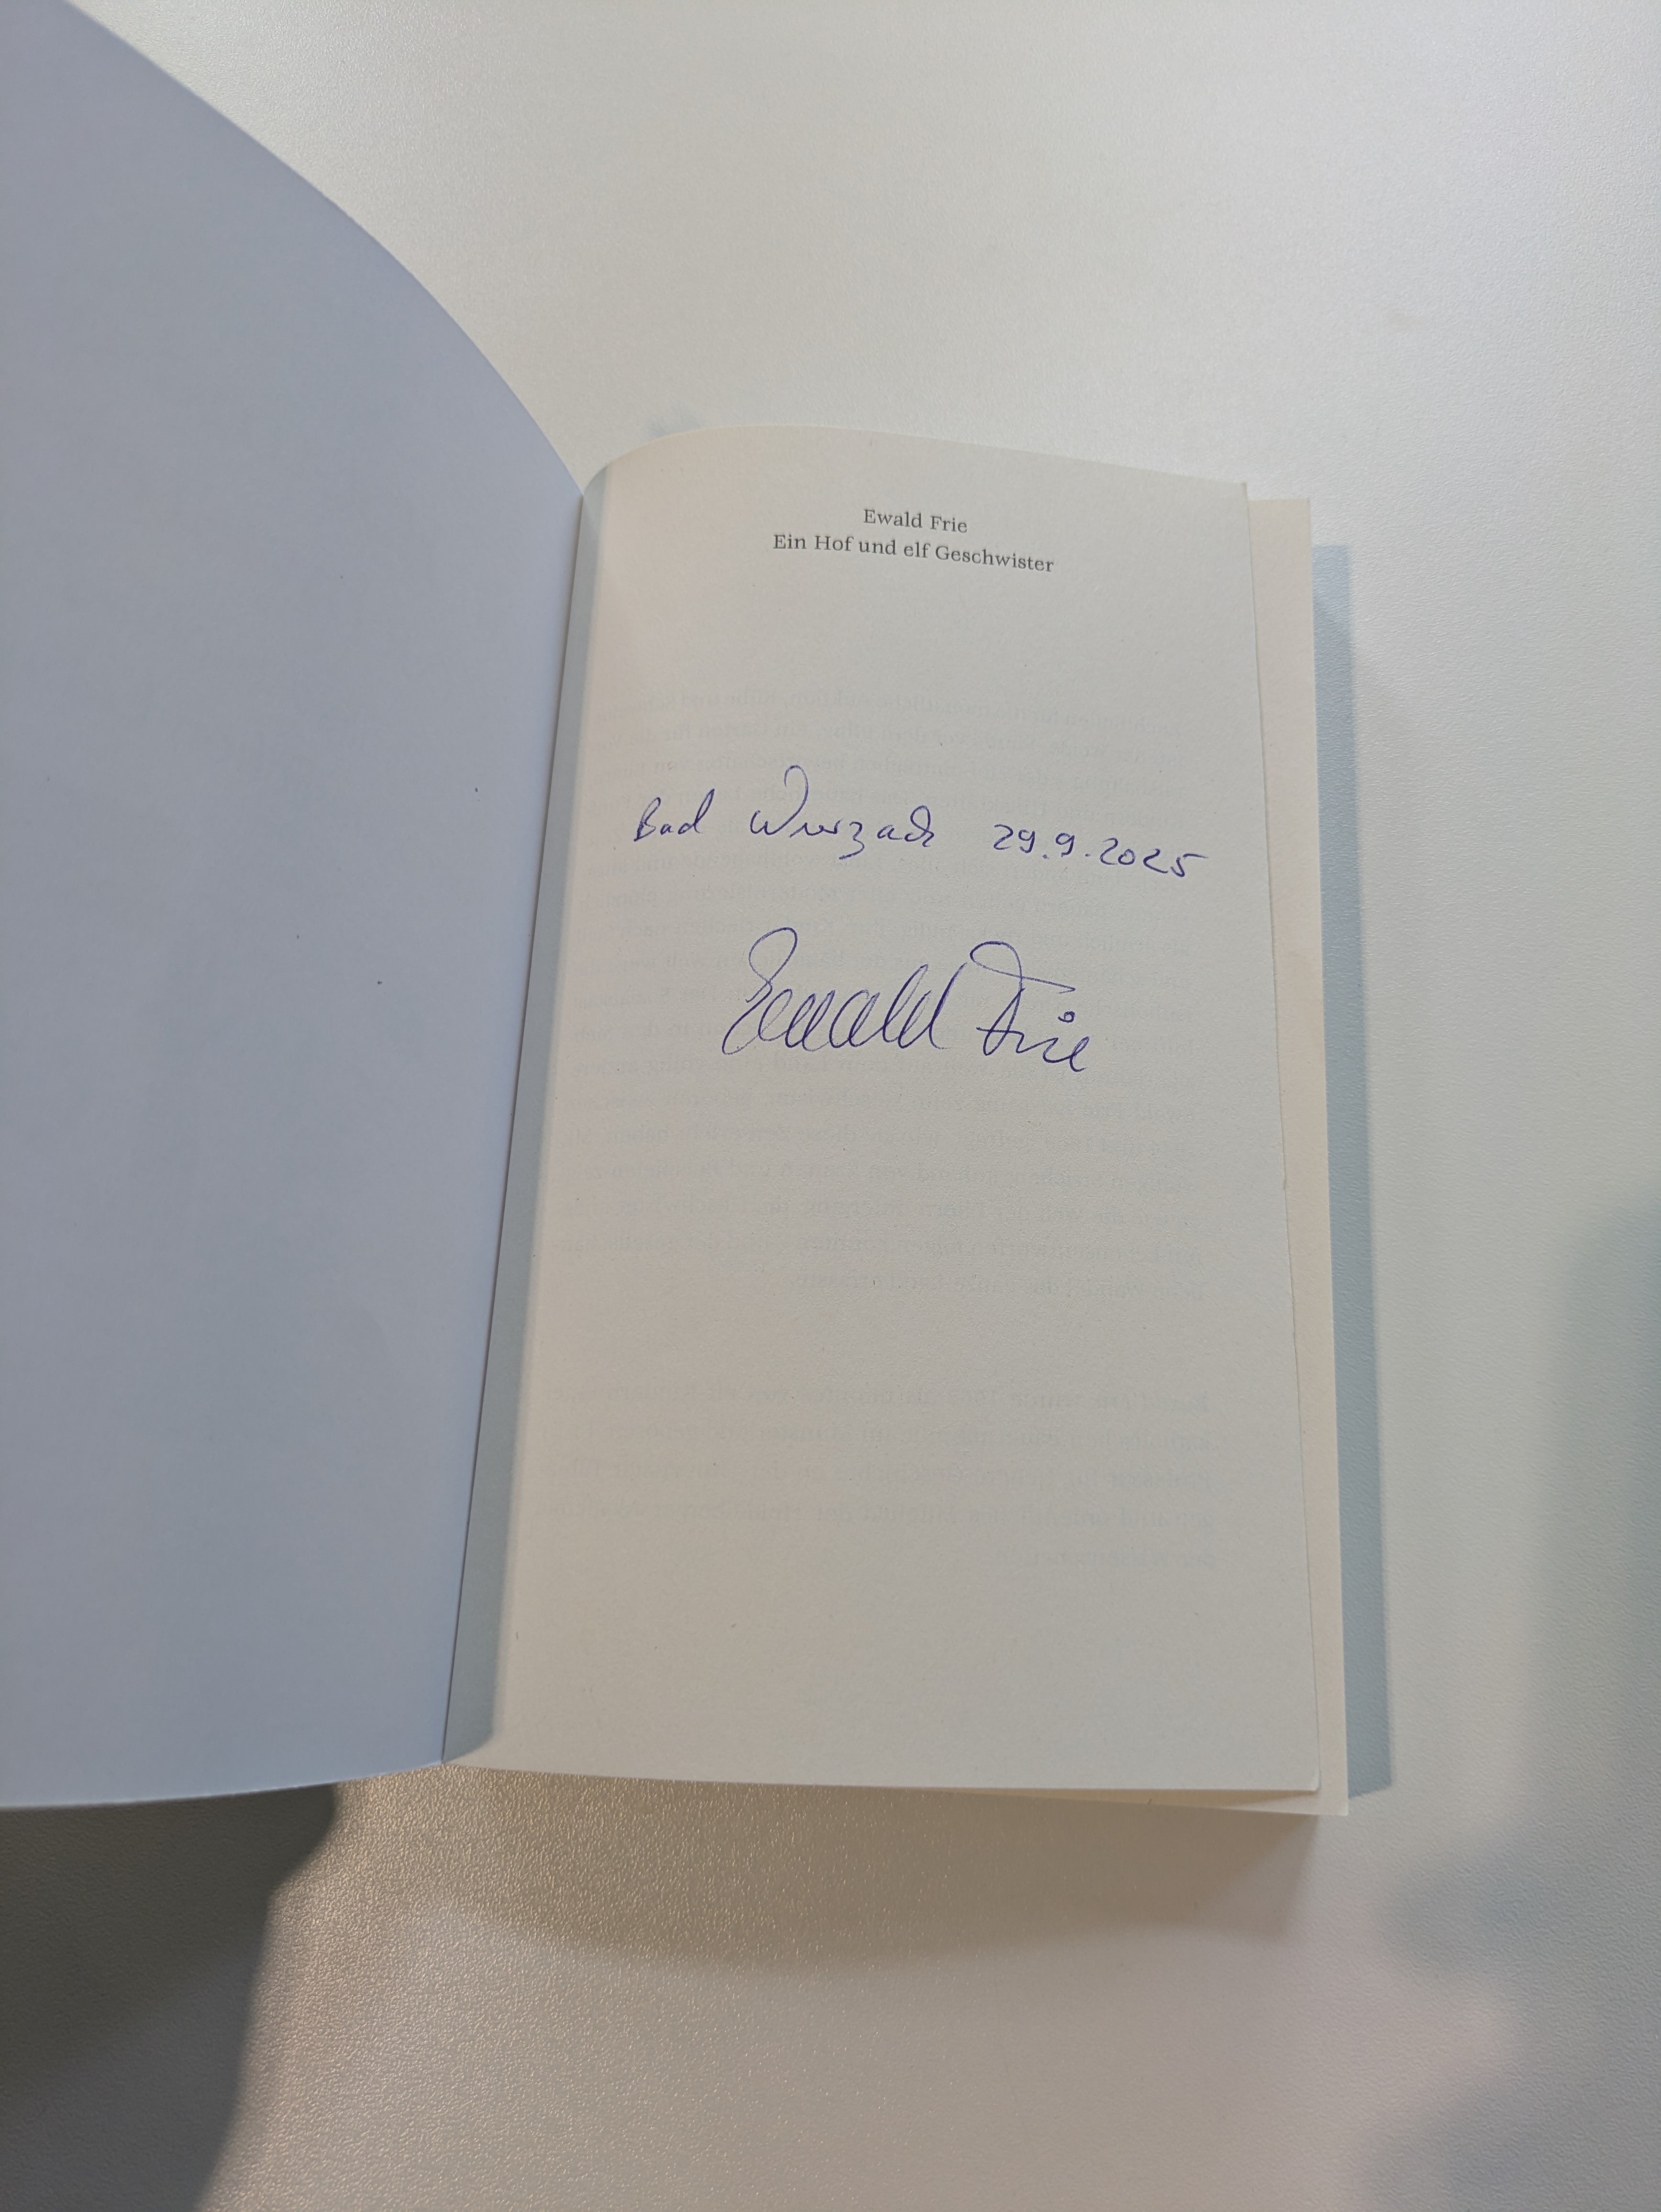 Ewald Frie
Ein Hof und elf Geschwister
Bad Wurzach 29.9.2025
Ewald Frie